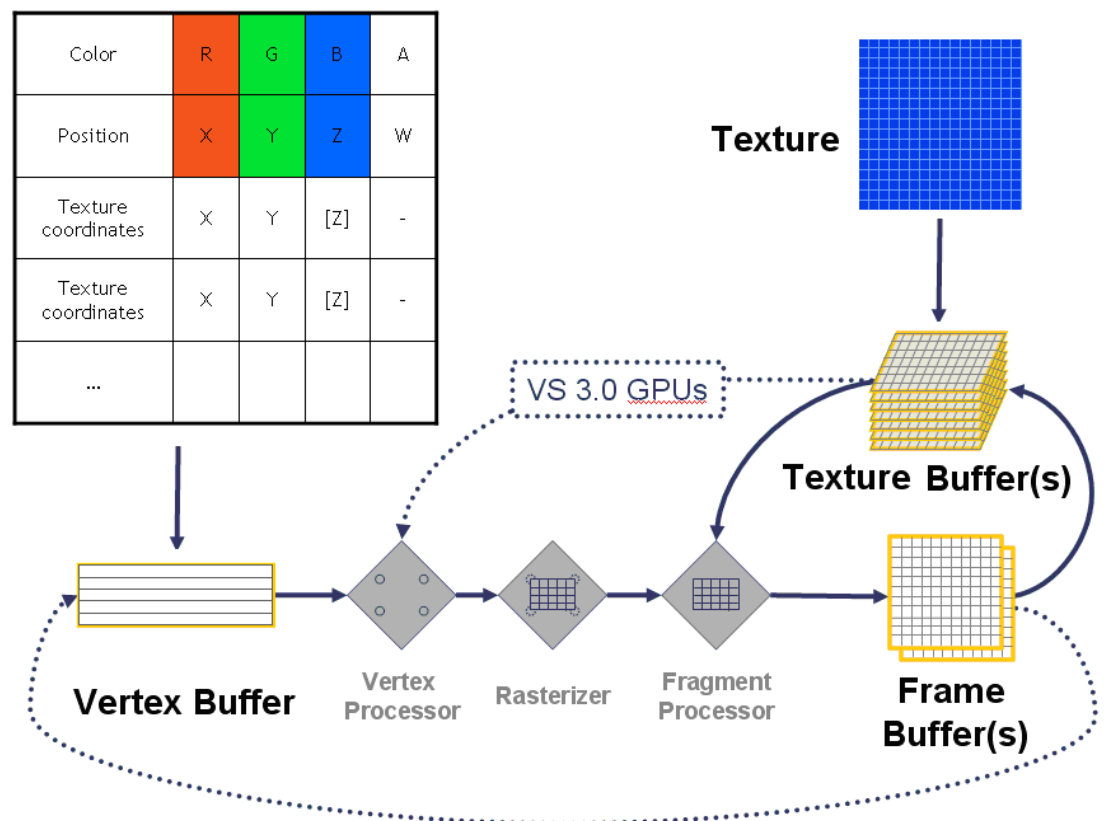 Color R G B A
Position X Y Z W
Texture
coordinates X Y [Z] -
Texture
coordinates X Y [Z] -
...
Texture
VS 3.0 GPUs
Texture Buffer(s)
Vertex Buffer
Vertex
Processor
Rasterizer
Fragment
Processor
Frame
Buffer(s)